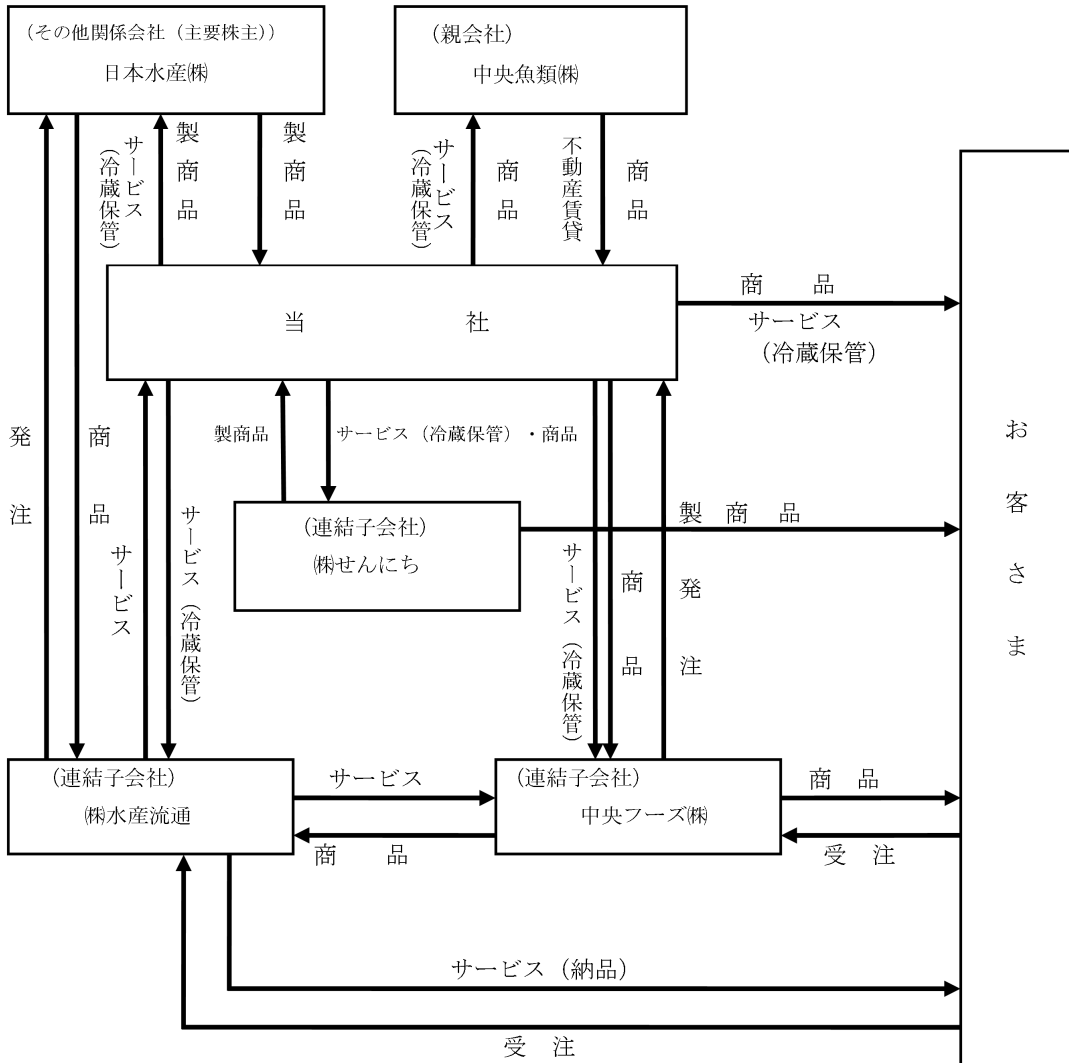 (その他関係会社（主要株主）)
日本水産㈱
(親会社)
中央魚類㈱
サービス
(冷蔵保管)
製商品
製商品
サービス
(冷蔵保管)
商品
不動産賃貸
商品
当社
商品
サービス
（冷蔵保管）
発注
商品
サービス
サービス（冷蔵保管）
製商品
サービス（冷蔵保管）・商品
(連結子会社)
㈱せんにち
製商品
サービス（冷蔵保管）
商品
発注
お客さま
(連結子会社)
㈱水産流通
サービス
商品
(連結子会社)
中央フーズ㈱
商品
受注
サービス（納品）
受注